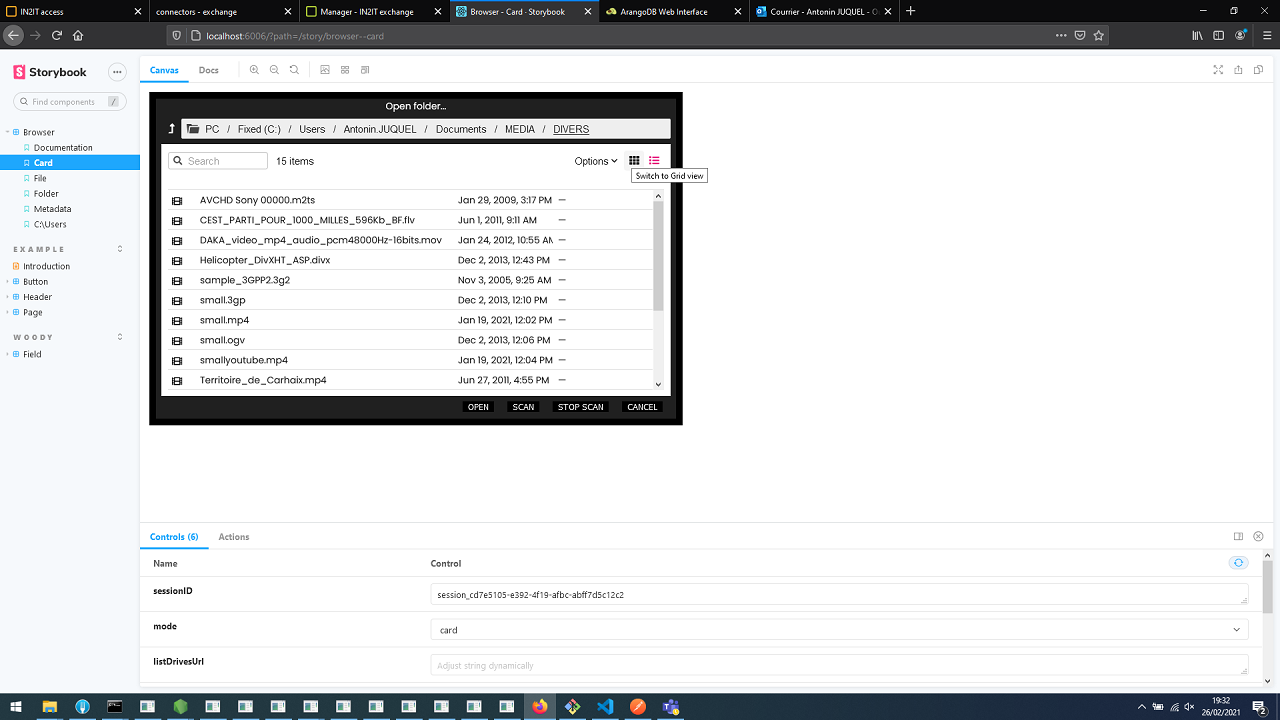 IN2IT access
connectors - exchange
Manager - IN2IT exchange
Browser - Card · Storybook
ArangoDB Web Interface
Courrier - Antonin JUQUEL - O
localhost:6006/?path=/story/browser--card
Storybook
Canvas
Docs
Find components
/
Browser
Documentation
Card
File
Folder
Metadata
C:\Users
EXAMPLE
Introduction
Button
Header
Page
WOODY
Field
Open folder...
PC / Fixed (C:) / Users / Antonin.JUQUEL / Documents / MEDIA / DIVERS
Search
15 items
Options
Switch to Grid view
AVCHD Sony 00000.m2ts Jan 29, 2009, 3:17 PM —
CEST_PARTI_POUR_1000_MILLES_596Kb_BF.flv Jun 1, 2011, 9:11 AM —
DAKA_video_mp4_audio_pcm48000Hz-16bits.mov Jan 24, 2012, 10:55 AM —
Helicopter_DivXHT_ASP.divx Dec 2, 2013, 12:43 PM —
sample_3GPP2.3g2 Nov 3, 2005, 9:25 AM —
small.3gp Dec 2, 2013, 12:10 PM —
small.mp4 Jan 19, 2021, 12:02 PM —
small.ogv Dec 2, 2013, 12:06 PM —
smallyoutube.mp4 Jan 19, 2021, 12:04 PM —
Territoire_de_Carhaix.mp4 Jun 27, 2011, 4:55 PM —
OPEN
SCAN
STOP SCAN
CANCEL
Controls (6)
Actions
Name
Control
sessionID
session_cd7e5105-e392-4f19-afbc-abff7d5c12c2
mode
card
listDrivesUrl
Adjust string dynamically
19:32
26/02/2021